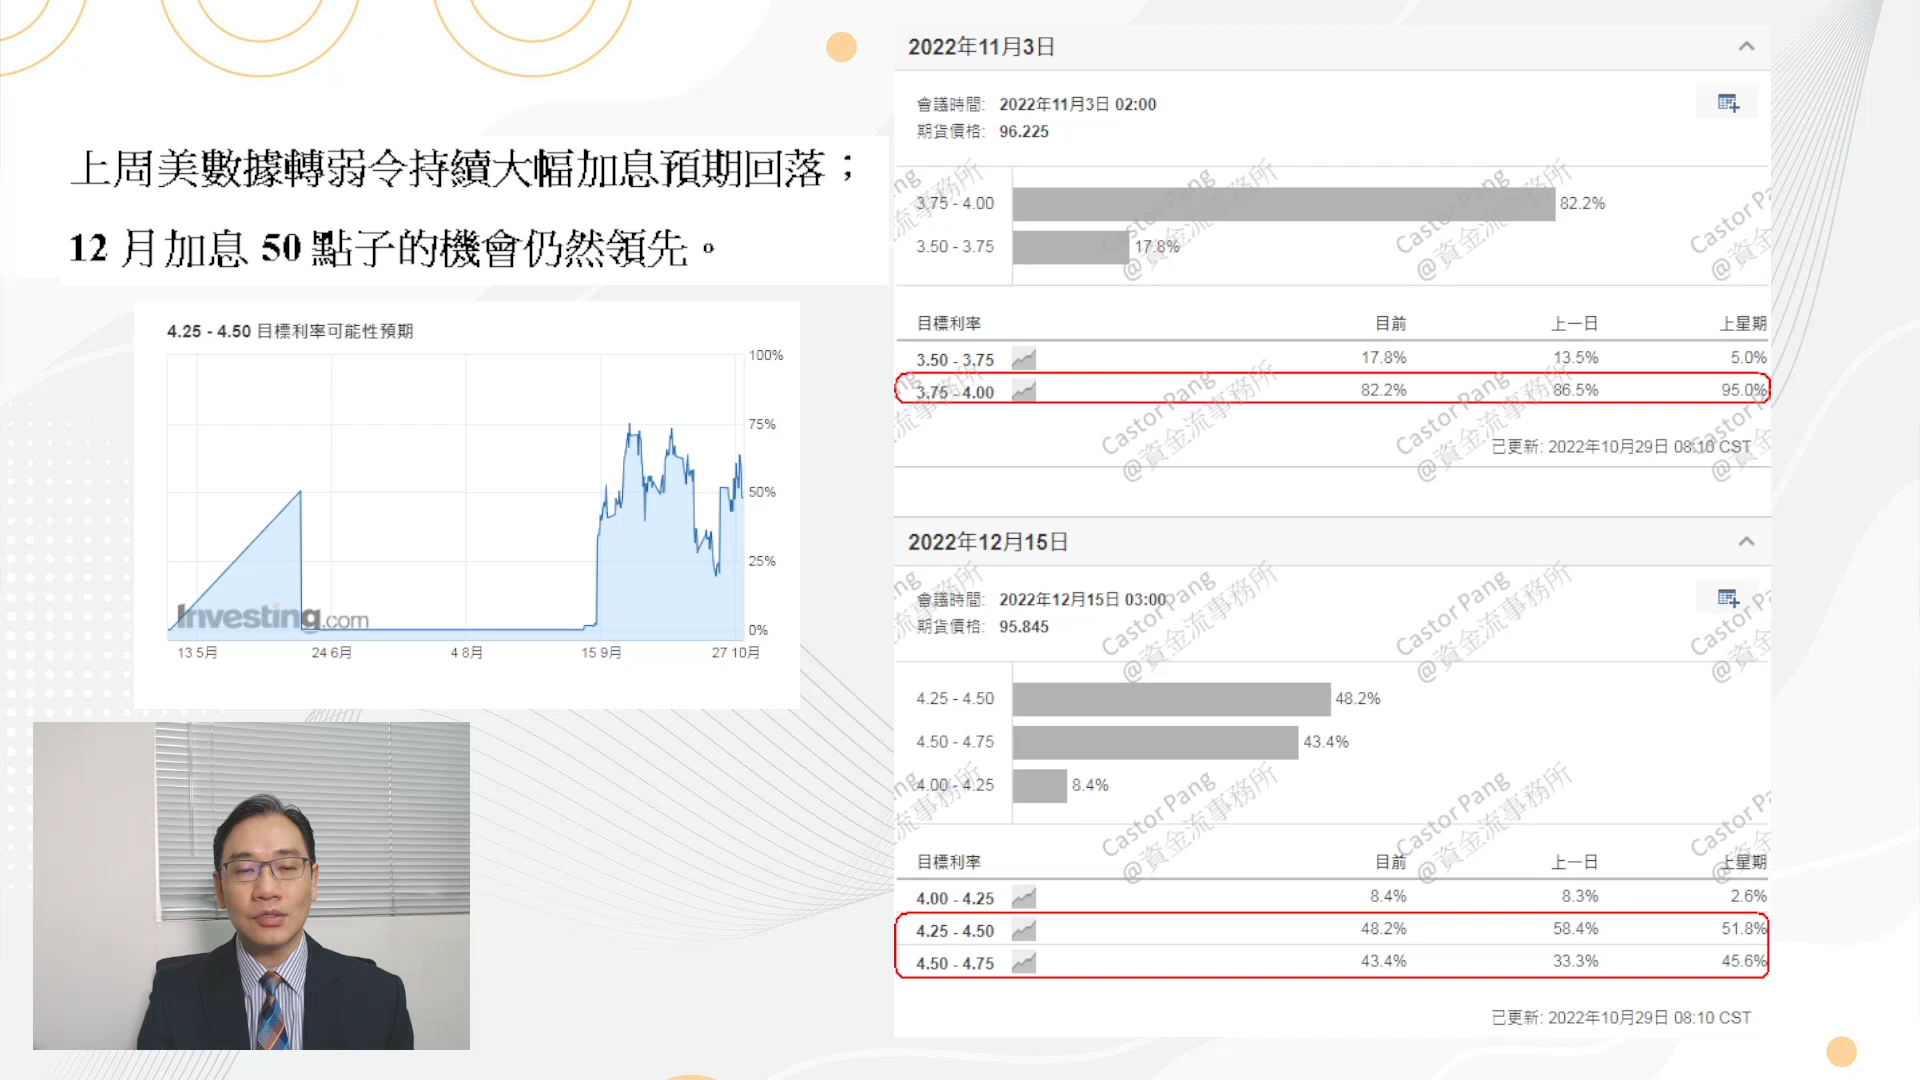 上周美數據轉弱令持續大幅加息預期回落；
12 月加息 50 點子的機會仍然領先。
4.25 - 4.50 目標利率可能性預期
100%
75%
50%
25%
0%
Investing.com
13 5月 24 6月 4 8月 15 9月 27 10月
2022年11月3日
會議時間: 2022年11月3日 02:00
期貨價格: 96.225
3.75 - 4.00 82.2%
3.50 - 3.75 17.8%
目標利率 目前 上一日 上星期
3.50 - 3.75 17.8% 13.5% 5.0%
3.75 - 4.00 82.2% 86.5% 95.0%
已更新: 2022年10月29日 08:10 CST
2022年12月15日
會議時間: 2022年12月15日 03:00
期貨價格: 95.845
4.25 - 4.50 48.2%
4.50 - 4.75 43.4%
4.00 - 4.25 8.4%
目標利率 目前 上一日 上星期
4.00 - 4.25 8.4% 8.3% 2.6%
4.25 - 4.50 48.2% 58.4% 51.8%
4.50 - 4.75 43.4% 33.3% 45.6%
已更新: 2022年10月29日 08:10 CST
Castor Pang
@資金流事務所